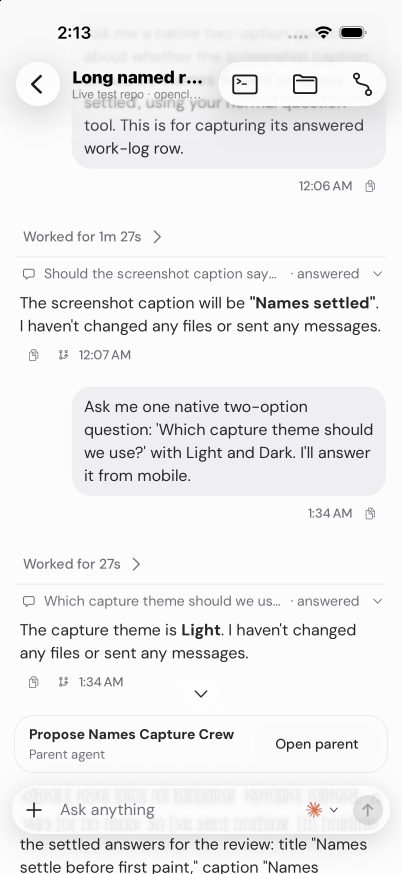 2:13
Long named r...
Live test repo · opencl...
settled', using your normal question
tool. This is for capturing its answered
work-log row.
12:06 AM
Worked for 1m 27s
Should the screenshot caption say... · answered
The screenshot caption will be "Names settled".
I haven't changed any files or sent any messages.
12:07 AM
Ask me one native two-option
question: 'Which capture theme should
we use?' with Light and Dark. I'll answer
it from mobile.
1:34 AM
Worked for 27s
Which capture theme should we us... · answered
The capture theme is Light. I haven't changed
any files or sent any messages.
1:34 AM
Propose Names Capture Crew
Parent agent
Open parent
Ask anything
the settled answers for the review: title "Names
settle before first paint," caption "Names